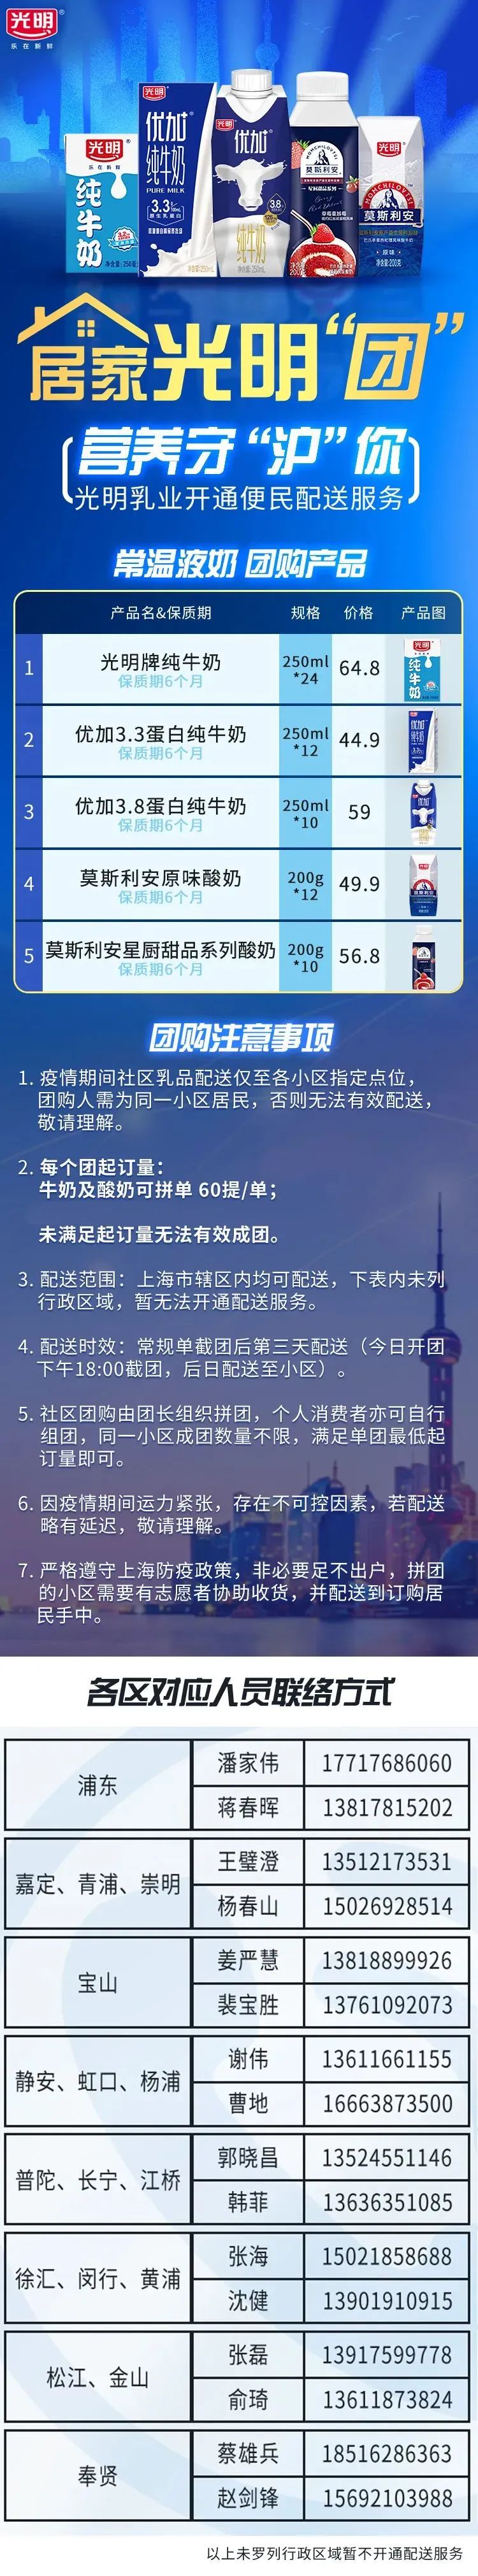 光明
乐在新鲜
光明
乐在新鲜
纯牛奶
光明
优加
纯牛奶
PURE MILK
3.3
光明
优加
3.8
纯牛奶
净含量:250mL
MOMCHILOVTSI
莫斯利安
光明
MOMCHILOVTSI
莫斯利安
·原味·
净含量:200克
居家光明“团”
营养守“沪”你
光明乳业开通便民配送服务
常温液奶 团购产品
产品名&保质期 规格 价格 产品图
1 光明牌纯牛奶 保质期6个月 250ml*24 64.8
2 优加3.3蛋白纯牛奶 保质期6个月 250ml*12 44.9
3 优加3.8蛋白纯牛奶 保质期6个月 250ml*10 59
4 莫斯利安原味酸奶 保质期6个月 200g*12 49.9
5 莫斯利安星厨甜品系列酸奶 保质期6个月 200g*10 56.8
团购注意事项
1. 疫情期间社区乳品配送仅至各小区指定点位，
团购人需为同一小区居民，否则无法有效配送，
敬请理解。
2. 每个团起订量：
牛奶及酸奶可拼单 60提/单；
未满足起订量无法有效成团。
3. 配送范围：上海市辖区内均可配送，下表内未列
行政区域，暂无法开通配送服务。
4. 配送时效：常规单截团后第三天配送（今日开团
下午18:00截团，后日配送至小区）。
5. 社区团购由团长组织拼团，个人消费者亦可自行
组团，同一小区成团数量不限，满足单团最低起
订量即可。
6. 因疫情期间运力紧张，存在不可控因素，若配送
略有延迟，敬请理解。
7. 严格遵守上海防疫政策，非必要足不出户，拼团
的小区需要有志愿者协助收货，并配送到订购居
民手中。
各区对应人员联络方式
浦东 潘家伟 17717686060
蒋春晖 13817815202
嘉定、青浦、崇明 王璧澄 13512173531
杨春山 15026928514
宝山 姜严慧 13818899926
裴宝胜 13761092073
静安、虹口、杨浦 谢伟 13611661155
曹地 16663873500
普陀、长宁、江桥 郭晓昌 13524551146
韩菲 13636351085
徐汇、闵行、黄浦 张海 15021858688
沈健 13901910915
松江、金山 张磊 13917599778
俞琦 13611873824
奉贤 蔡雄兵 18516286363
赵剑锋 15692103988
以上未罗列行政区域暂不开通配送服务